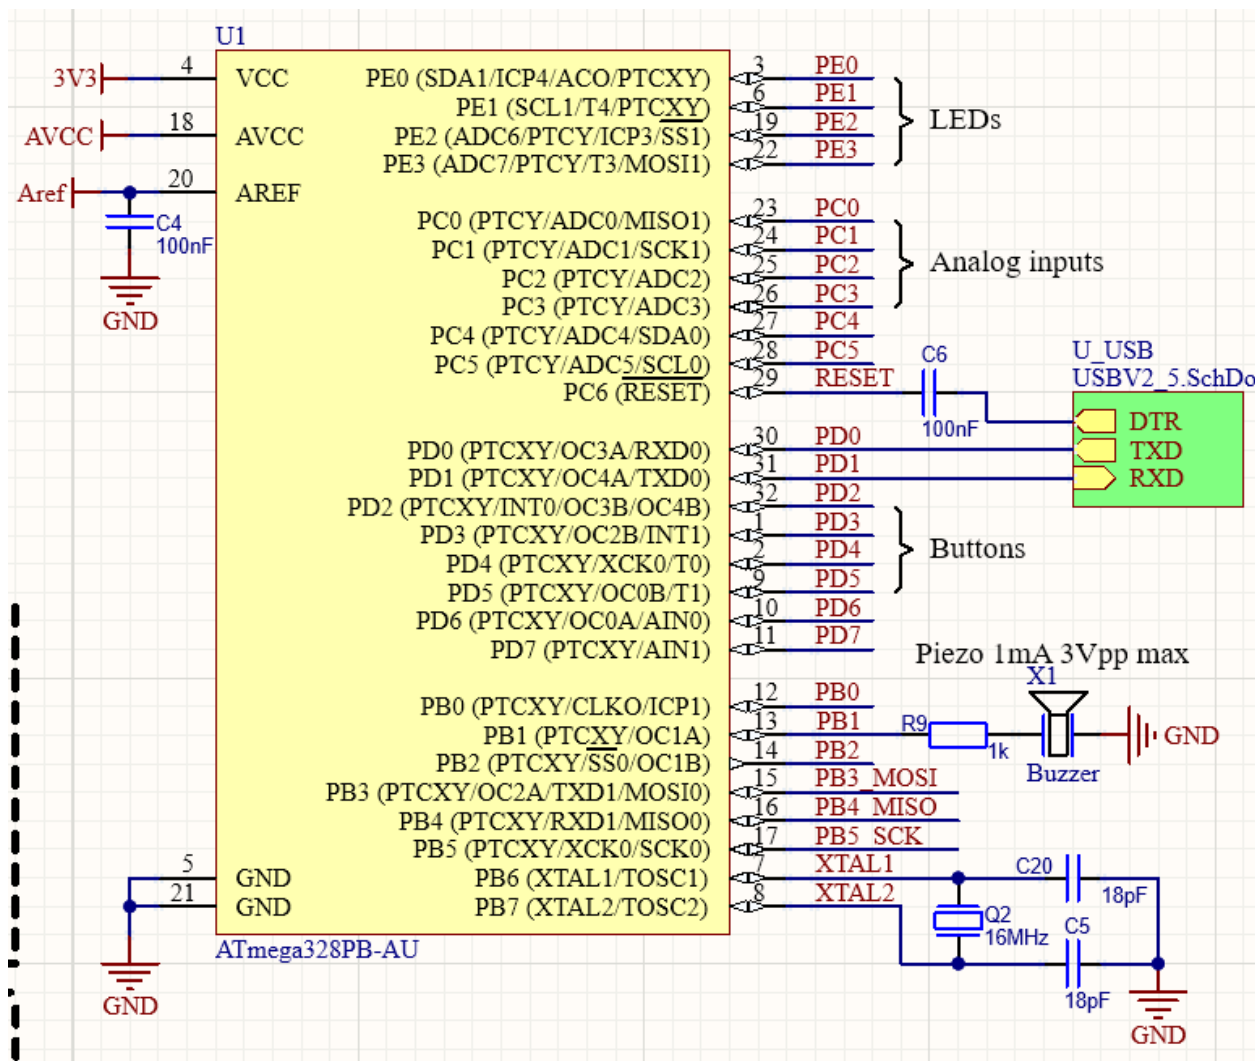 U1
3V3
4
VCC
AVCC
18
AVCC
Aref
20
AREF
C4
100nF
GND
PE0 (SDA1/ICP4/ACO/PTCXY)
3
PE0
PE1 (SCL1/T4/PTCXY)
6
PE1
PE2 (ADC6/PTCY/ICP3/SS1)
19
PE2
PE3 (ADC7/PTCY/T3/MOSI1)
22
PE3
LEDs
PC0 (PTCY/ADC0/MISO1)
23
PC0
PC1 (PTCY/ADC1/SCK1)
24
PC1
PC2 (PTCY/ADC2)
25
PC2
PC3 (PTCY/ADC3)
26
PC3
Analog inputs
PC4 (PTCY/ADC4/SDA0)
27
PC4
PC5 (PTCY/ADC5/SCL0)
28
PC5
PC6 (RESET)
29
RESET
C6
100nF
U_USB
USBV2_5.SchDo
DTR
TXD
RXD
PD0 (PTCXY/OC3A/RXD0)
30
PD0
PD1 (PTCXY/OC4A/TXD0)
31
PD1
PD2 (PTCXY/INT0/OC3B/OC4B)
32
PD2
PD3 (PTCXY/OC2B/INT1)
1
PD3
PD4 (PTCXY/XCK0/T0)
2
PD4
PD5 (PTCXY/OC0B/T1)
9
PD5
Buttons
PD6 (PTCXY/OC0A/AIN0)
10
PD6
PD7 (PTCXY/AIN1)
11
PD7
Piezo 1mA 3Vpp max
X1
PB0 (PTCXY/CLKO/ICP1)
12
PB0
PB1 (PTCXY/OC1A)
13
PB1
R9
1k
Buzzer
GND
PB2 (PTCXY/SS0/OC1B)
14
PB2
PB3 (PTCXY/OC2A/TXD1/MOSI0)
15
PB3_MOSI
PB4 (PTCXY/RXD1/MISO0)
16
PB4_MISO
PB5 (PTCXY/XCK0/SCK0)
17
PB5_SCK
5
GND
PB6 (XTAL1/TOSC1)
7
XTAL1
21
GND
PB7 (XTAL2/TOSC2)
8
XTAL2
C20
18pF
Q2
16MHz
C5
18pF
GND
ATmega328PB-AU
GND